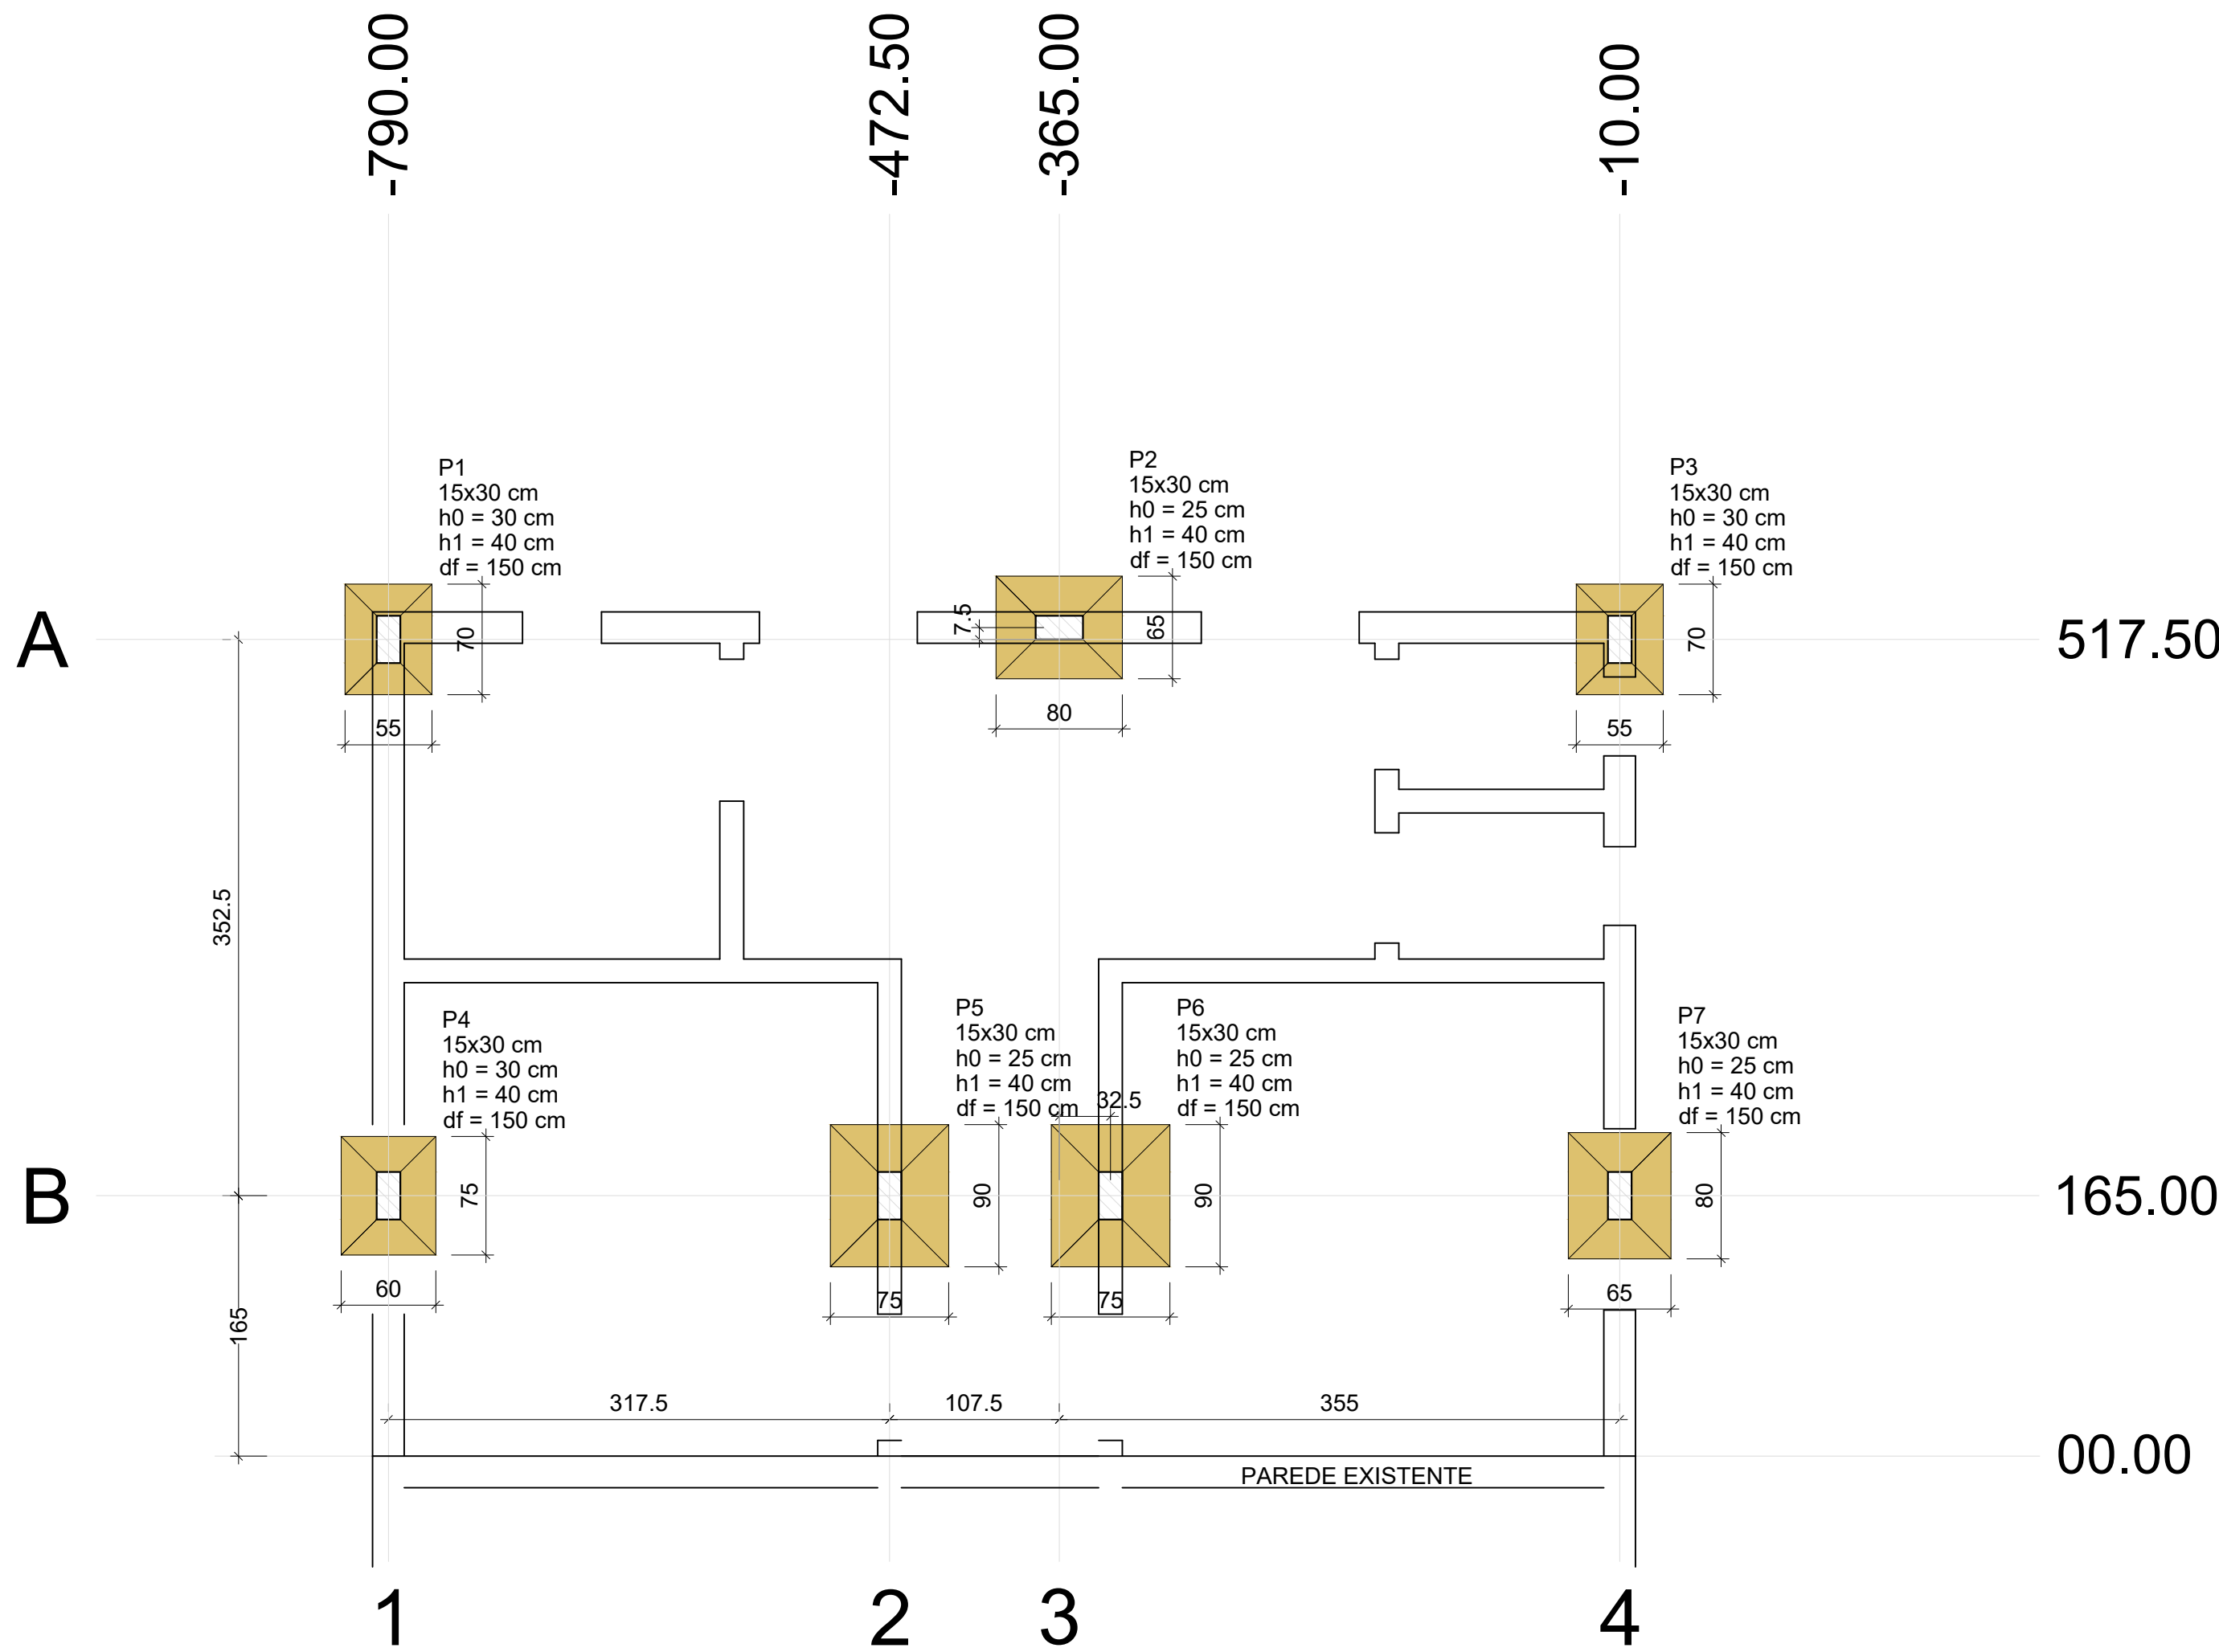 -790.00
-472.50
-365.00
-10.00
P1
15x30 cm
h0 = 30 cm
h1 = 40 cm
df = 150 cm
P2
15x30 cm
h0 = 25 cm
h1 = 40 cm
df = 150 cm
P3
15x30 cm
h0 = 30 cm
h1 = 40 cm
df = 150 cm
A
70
7.5
65
70
517.50
55
80
55
352.5
P4
15x30 cm
h0 = 30 cm
h1 = 40 cm
df = 150 cm
P5
15x30 cm
h0 = 25 cm
h1 = 40 cm
df = 150 cm
P6
15x30 cm
h0 = 25 cm
h1 = 40 cm
df = 150 cm
32.5
P7
15x30 cm
h0 = 25 cm
h1 = 40 cm
df = 150 cm
B
75
90
90
80
165.00
60
75
75
65
165
317.5
107.5
355
00.00
PAREDE EXISTENTE
1
2
3
4